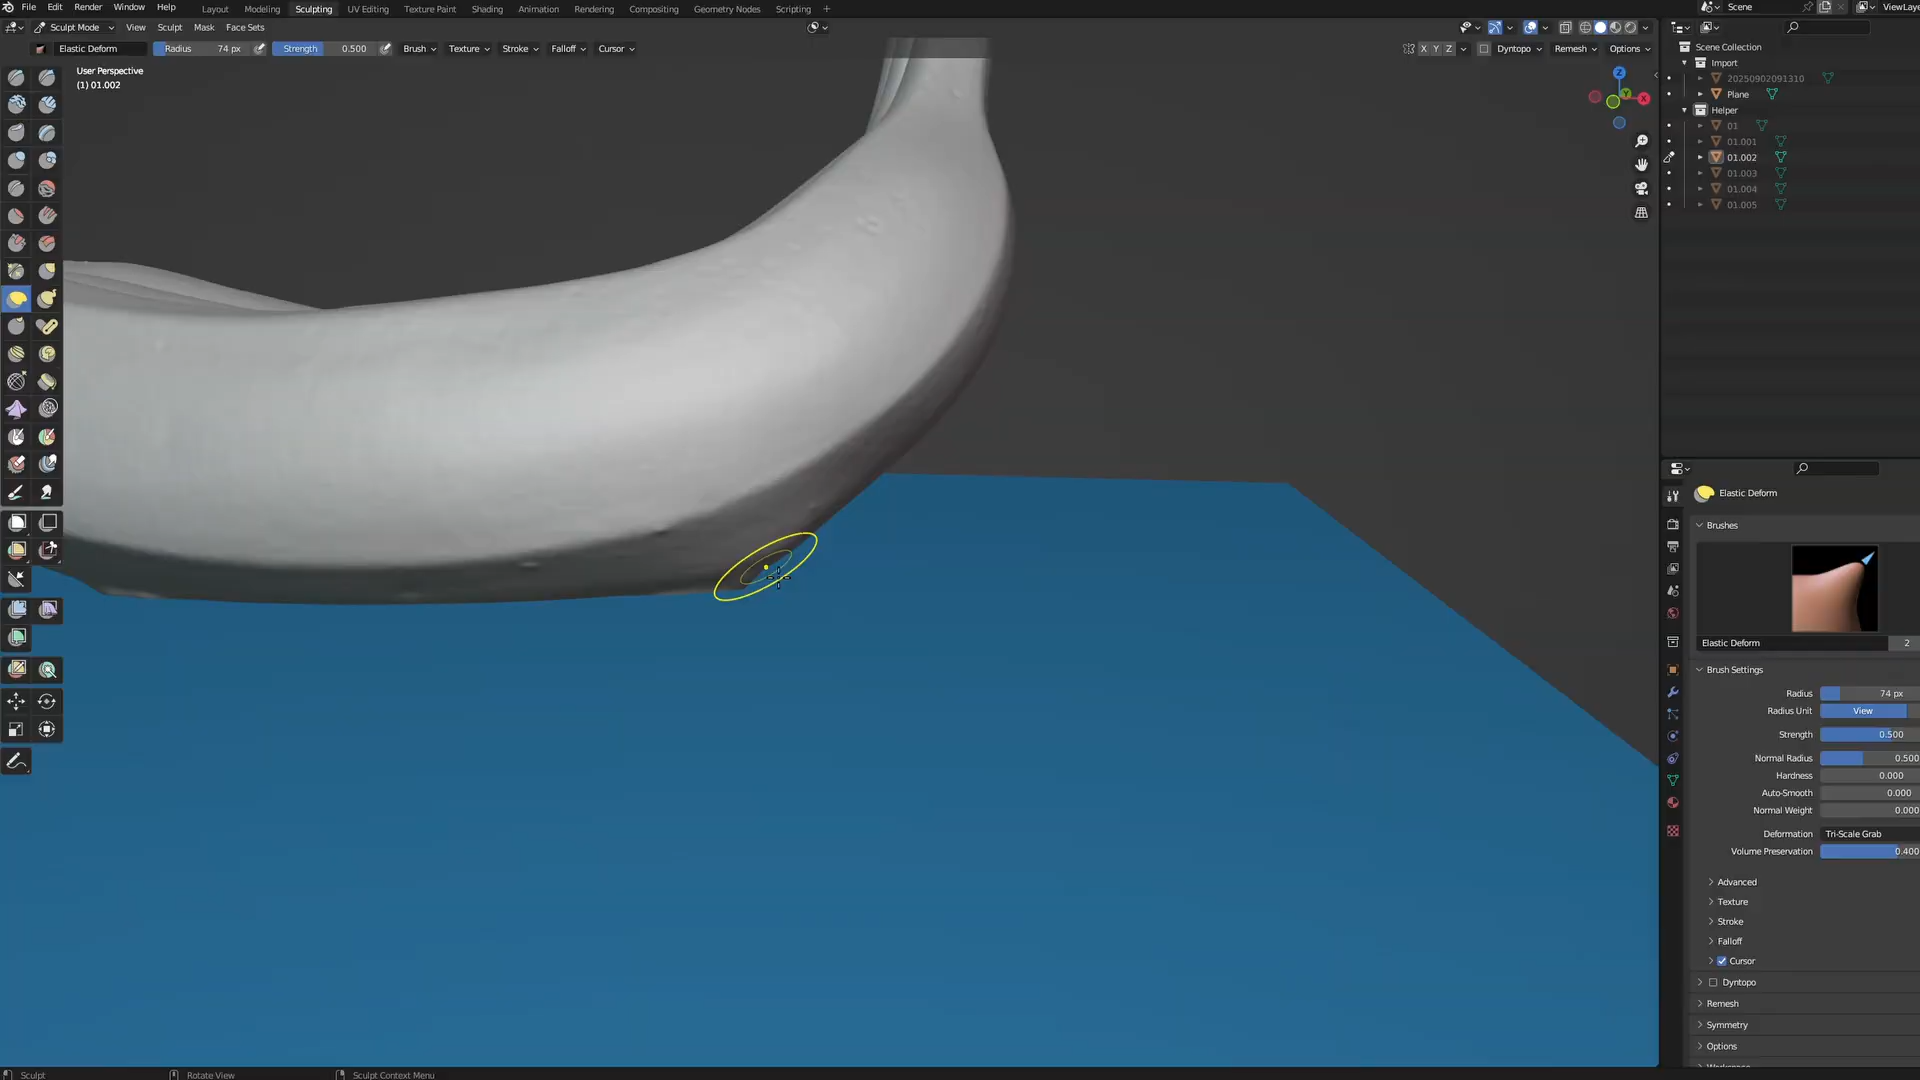 File Edit Render Window Help Layout Modeling Sculpting UV Editing Texture Paint Shading Animation Rendering Compositing Geometry Nodes Scripting + Scene
Sculpt Mode View Sculpt Mask Face Sets
Elastic Deform Radius 74 px Strength 0.500 Brush Texture Stroke Falloff Cursor X Y Z Dyntopo Remesh Options
User Perspective
(1) 01.002
Z
Y
X
Scene Collection
Import
20250902091310
Plane
Helper
01
01.001
01.002
01.003
01.004
01.005
Elastic Deform
Brushes
Elastic Deform 2
Brush Settings
Radius 74 px
Radius Unit View
Strength 0.500
Normal Radius 0.500
Hardness 0.000
Auto-Smooth 0.000
Normal Weight 0.000
Deformation Tri-Scale Grab
Volume Preservation 0.400
Advanced
Texture
Stroke
Falloff
Cursor
Dyntopo
Remesh
Symmetry
Options
Sculpt Rotate View Sculpt Context Menu